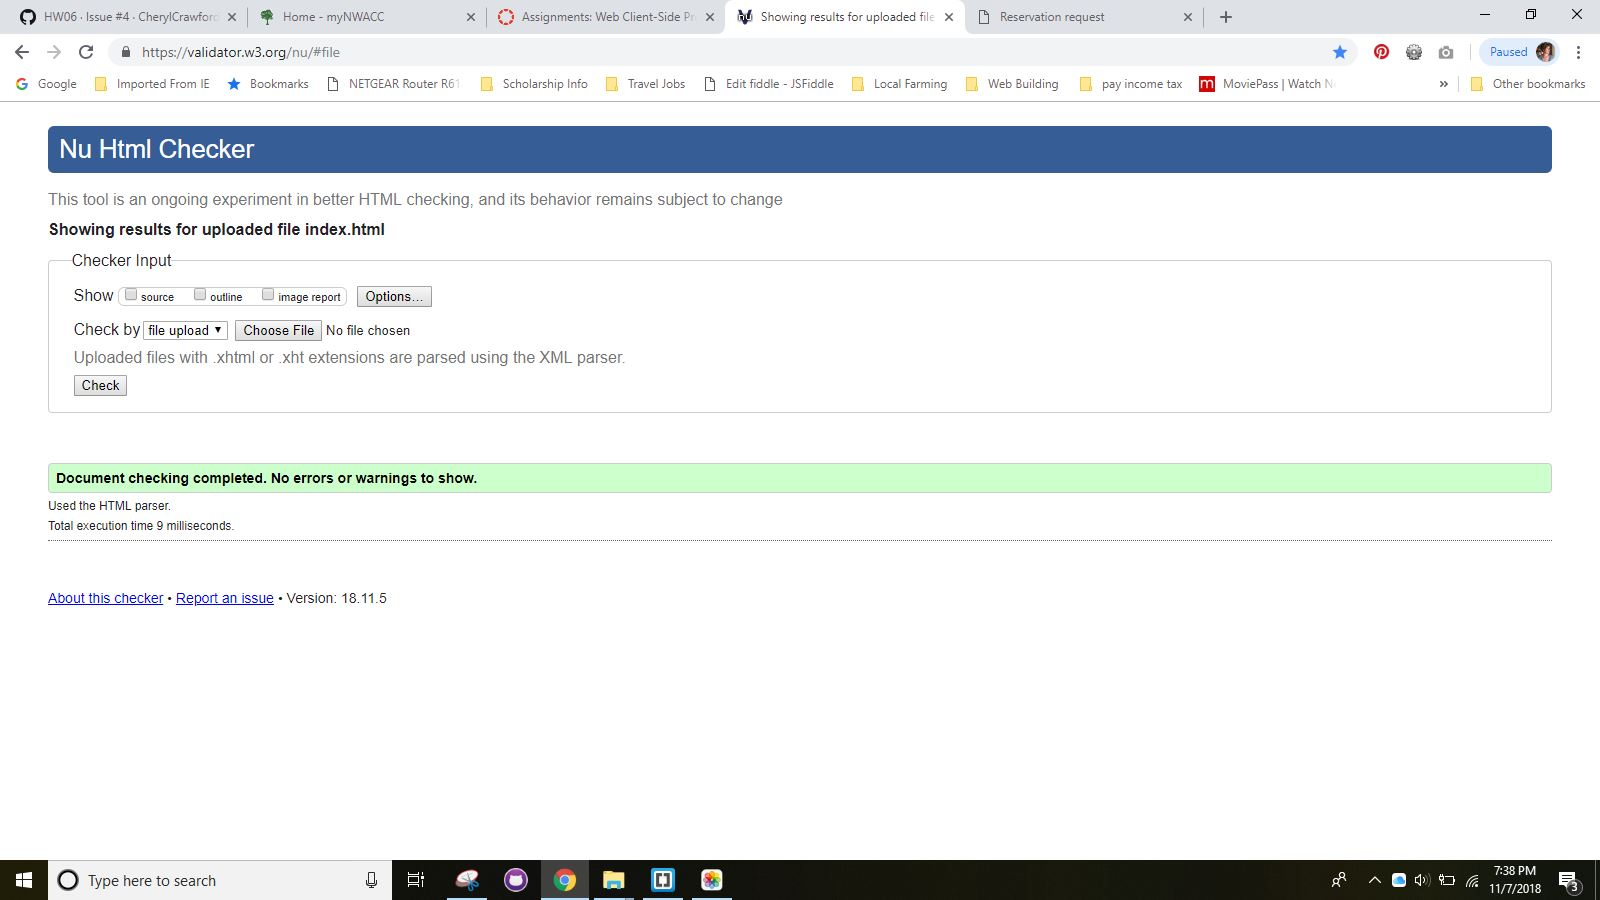 HW06 · Issue #4 · CherylCrawford
Home - myNWACC
Assignments: Web Client-Side Pr
Showing results for uploaded file
Reservation request
https://validator.w3.org/nu/#file
Paused
Google
Imported From IE
Bookmarks
NETGEAR Router R61
Scholarship Info
Travel Jobs
Edit fiddle - JSFiddle
Local Farming
Web Building
pay income tax
MoviePass | Watch N
»
Other bookmarks
Nu Html Checker
This tool is an ongoing experiment in better HTML checking, and its behavior remains subject to change
Showing results for uploaded file index.html
Checker Input
Show source outline image report Options...
Check by file upload Choose File No file chosen
Uploaded files with .xhtml or .xht extensions are parsed using the XML parser.
Check
Document checking completed. No errors or warnings to show.
Used the HTML parser.
Total execution time 9 milliseconds.
About this checker • Report an issue • Version: 18.11.5
Type here to search
7:38 PM
11/7/2018
3